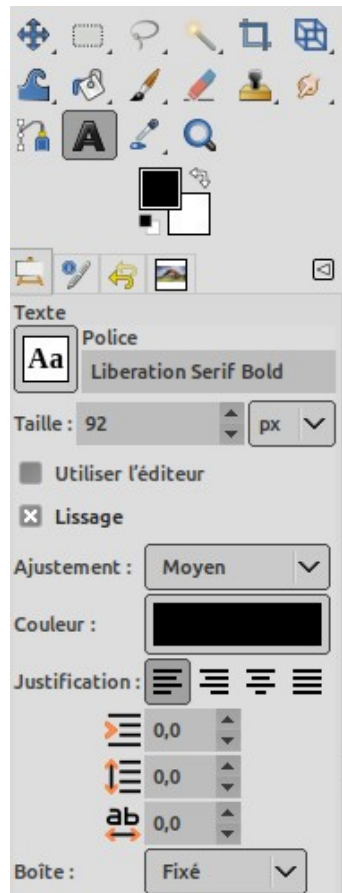 A
Texte
Police
Aa
Liberation Serif Bold
Taille : 92 px
Utiliser l’éditeur
Lissage
Ajustement : Moyen
Couleur :
Justification :
0,0
0,0
ab 0,0
Boîte : Fixé